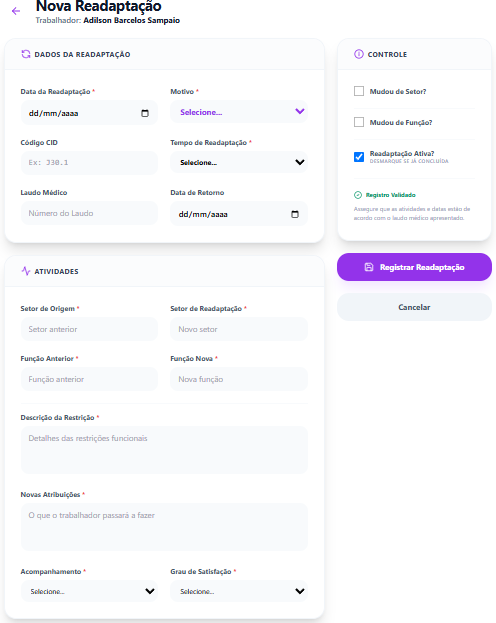 Nova Readaptação
Trabalhador: Adilson Barcelos Sampaio
DADOS DA READAPTAÇÃO
Data da Readaptação *
Motivo *
dd/mm/aaaa
Selecione...
Código CID
Tempo de Readaptação *
Ex: J30.1
Selecione...
Laudo Médico
Data de Retorno
Número do Laudo
dd/mm/aaaa
ATIVIDADES
Setor de Origem *
Setor de Readaptação *
Setor anterior
Novo setor
Função Anterior *
Função Nova *
Função anterior
Nova função
Descrição da Restrição *
Detalhes das restrições funcionais
Novas Atribuições *
O que o trabalhador passará a fazer
Acompanhamento *
Grau de Satisfação *
Selecione...
Selecione...
CONTROLE
Mudou de Setor?
Mudou de Função?
Readaptação Ativa?
DESMARQUE SE JÁ CONCLUÍDA
Registro Validado
Assegure que as atividades e datas estão de
acordo com o laudo médico apresentado.
Registrar Readaptação
Cancelar